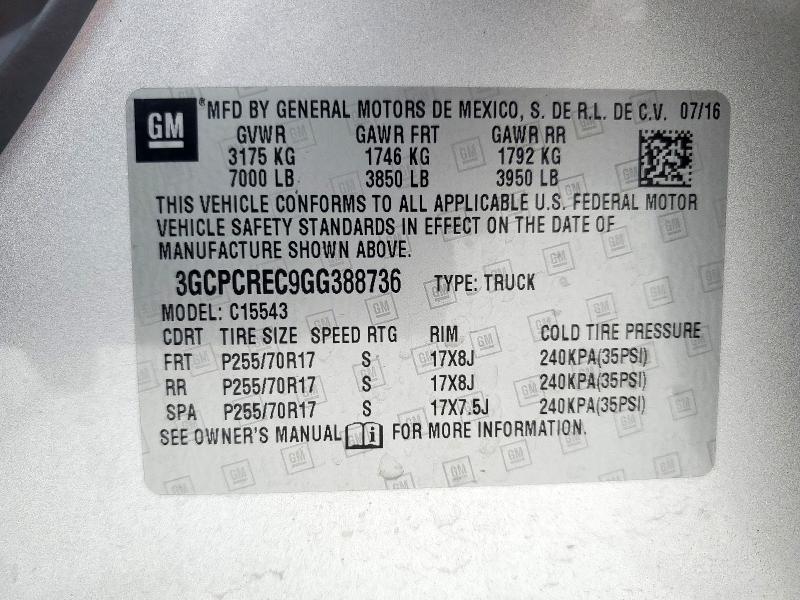 GM ® MFD BY GENERAL MOTORS DE MEXICO, S. DE R.L. DE C.V. 07/16
GVWR GAWR FRT GAWR RR
3175 KG 1746 KG 1792 KG
7000 LB 3850 LB 3950 LB
THIS VEHICLE CONFORMS TO ALL APPLICABLE U.S. FEDERAL MOTOR
VEHICLE SAFETY STANDARDS IN EFFECT ON THE DATE OF
MANUFACTURE SHOWN ABOVE.
3GCPCREC9GG388736 TYPE: TRUCK
MODEL: C15543
CDRT TIRE SIZE SPEED RTG RIM COLD TIRE PRESSURE
FRT P255/70R17 S 17X8J 240KPA(35PSI)
RR P255/70R17 S 17X8J 240KPA(35PSI)
SPA P255/70R17 S 17X7.5J 240KPA(35PSI)
SEE OWNER'S MANUAL FOR MORE INFORMATION.